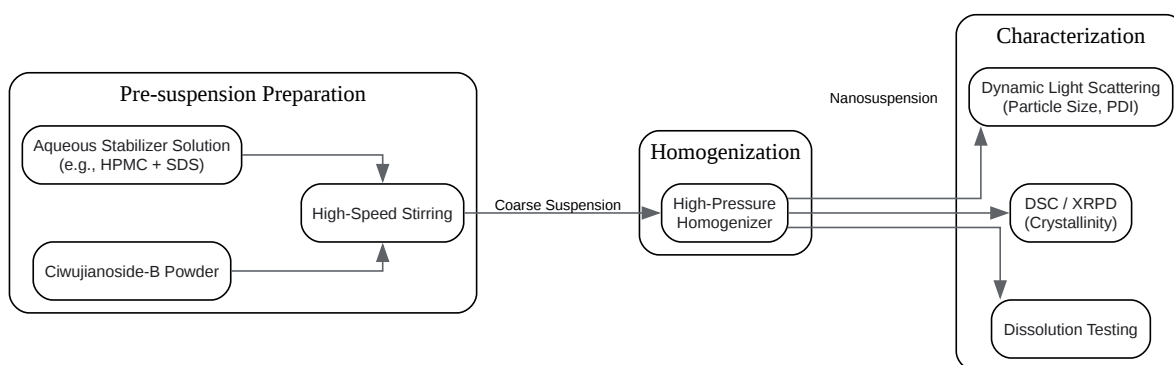 Pre-suspension Preparation
Aqueous Stabilizer Solution
(e.g., HPMC + SDS)
High-Speed Stirring
Ciwujianoside-B Powder
Coarse Suspension
Homogenization
High-Pressure
Homogenizer
Nanosuspension
Characterization
Dynamic Light Scattering
(Particle Size, PDI)
DSC / XRPD
(Crystallinity)
Dissolution Testing